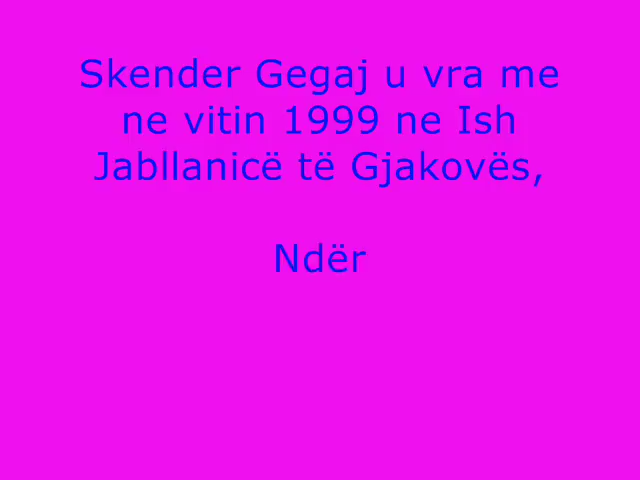 Skender Gegaj u vra me
ne vitin 1999 ne Ish
Jabllanicë të Gjakovës,
Ndër